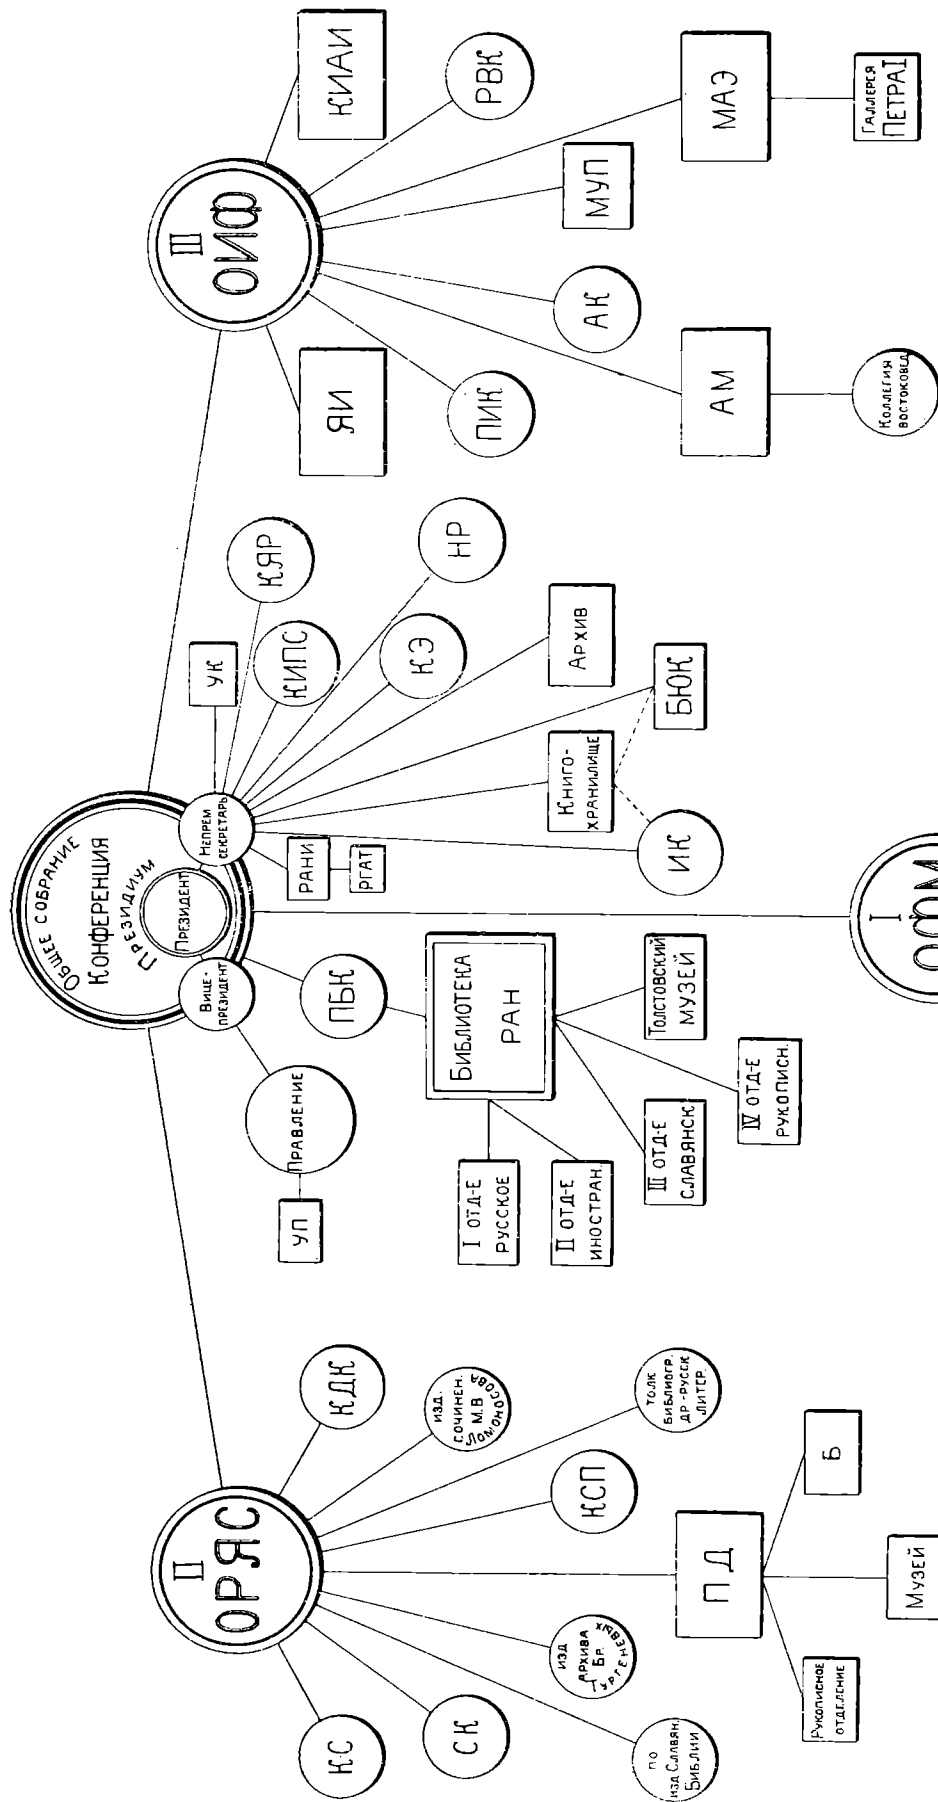 ОБЩЕЕ СОБРАНИЕ
КОНФЕРЕНЦИЯ
ПРЕЗИДИУМ
ПРЕЗИДЕНТ
ВИЦЕ-
ПРЕЗИДЕНТ
НЕПРЕМ
СЕКРЕТАРЬ
ПРАВЛЕНИЕ
УП
ПБК
БИБЛИОТЕКА
РАН
I ОТД-Е
РУССКОЕ
II ОТД-Е
ИНОСТРАН.
III ОТД-Е
СЛАВЯНСК.
IV ОТД-Е
РУКОПИСН.
ТОЛСТОВСКИЙ
МУЗЕЙ
РАНИ
РГАТ
УК
КЯР
КИПС
КЭ
НР
АРХИВ
БЮК
КНИГО-
ХРАНИЛИЩЕ
ИК
II
ОРЯС
КС
СК
ПО
ИЗД СЛАВЯН.
БИБЛИИ
ИЗД
АРХИВА
БР.
ТУРГЕНЕВЫХ
ПД
РУКОПИСНОЕ
ОТДЕЛЕНИЕ
МУЗЕЙ
Б
КСП
ТОЛК
БИБЛИОГР.
ДР-РУССК
ЛИТЕР.
ИЗД.
СОЧИНЕН.
М.В
ЛОМОНОСОВА
КДК
III
ОИФ
ЯИ
ПИК
АМ
КОЛЛЕГИЯ
ВОСТОКОВЕД.
АК
МУП
МАЭ
ГАЛЛЕРЕЯ
ПЕТРА I
РВК
КИАИ
I
ОФМ